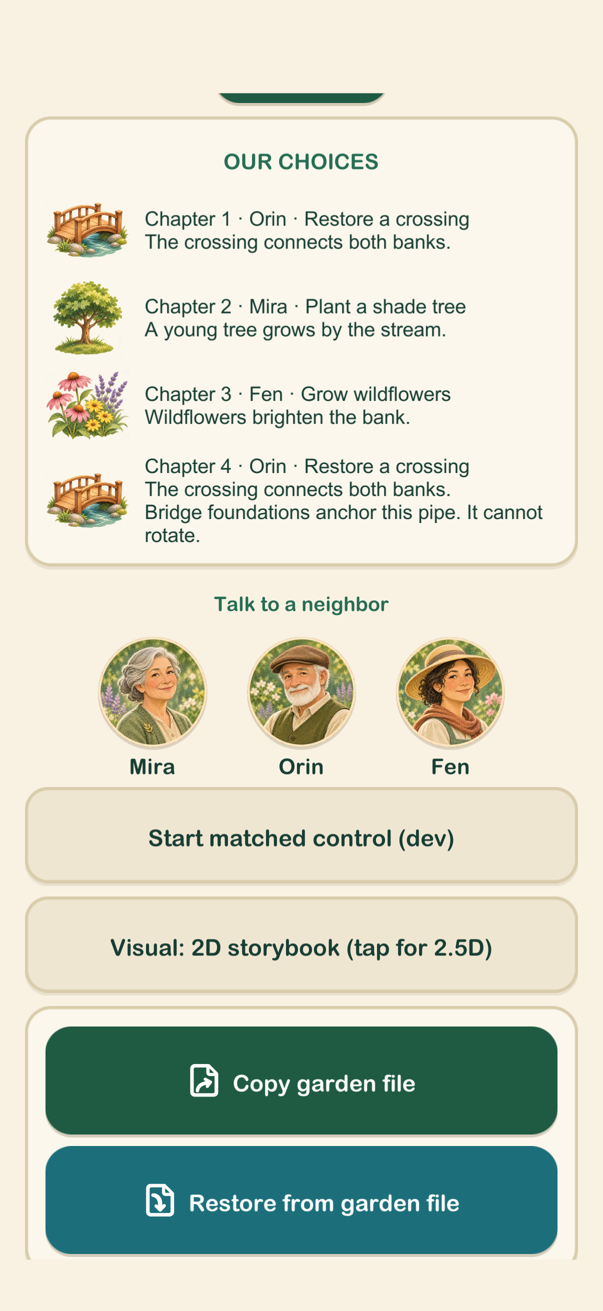 OUR CHOICES
Chapter 1 · Orin · Restore a crossing
The crossing connects both banks.
Chapter 2 · Mira · Plant a shade tree
A young tree grows by the stream.
Chapter 3 · Fen · Grow wildflowers
Wildflowers brighten the bank.
Chapter 4 · Orin · Restore a crossing
The crossing connects both banks.
Bridge foundations anchor this pipe. It cannot
rotate.
Talk to a neighbor
Mira
Orin
Fen
Start matched control (dev)
Visual: 2D storybook (tap for 2.5D)
Copy garden file
Restore from garden file